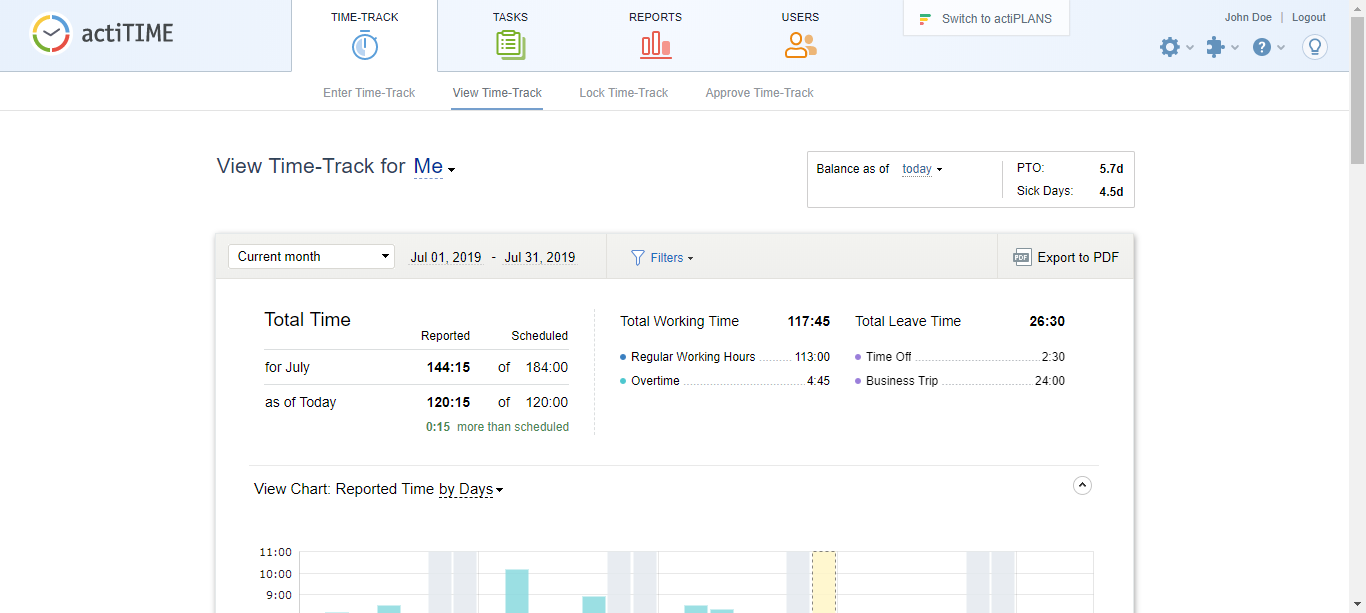 actiTIME
TIME-TRACK
TASKS
REPORTS
USERS
Switch to actiPLANS
John Doe | Logout
?
Enter Time-Track
View Time-Track
Lock Time-Track
Approve Time-Track
View Time-Track for Me
Balance as of today
PTO: 5.7d
Sick Days: 4.5d
Current month
Jul 01, 2019 - Jul 31, 2019
Filters
PDF Export to PDF
Total Time
Reported Scheduled
for July 144:15 of 184:00
as of Today 120:15 of 120:00
0:15 more than scheduled
Total Working Time 117:45
Regular Working Hours 113:00
Overtime 4:45
Total Leave Time 26:30
Time Off 2:30
Business Trip 24:00
View Chart: Reported Time by Days
11:00
10:00
9:00